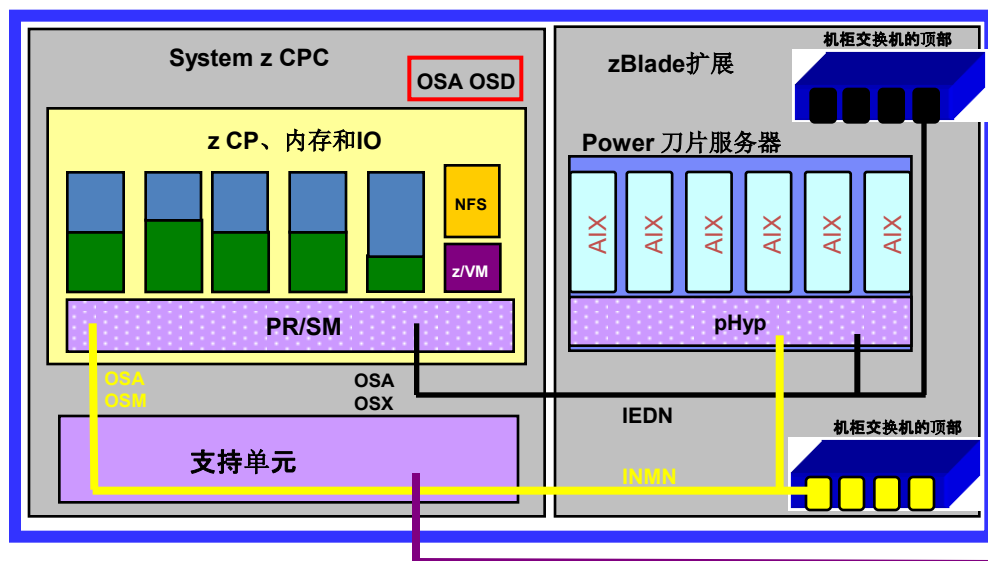 System z CPC
OSA OSD
z CP、内存和IO
NFS
z/VM
PR/SM
OSA
OSM
OSA
OSX
支持单元
zBlade扩展
机柜交换机的顶部
Power 刀片服务器
AIX
AIX
AIX
AIX
AIX
AIX
pHyp
IEDN
机柜交换机的顶部
INMN